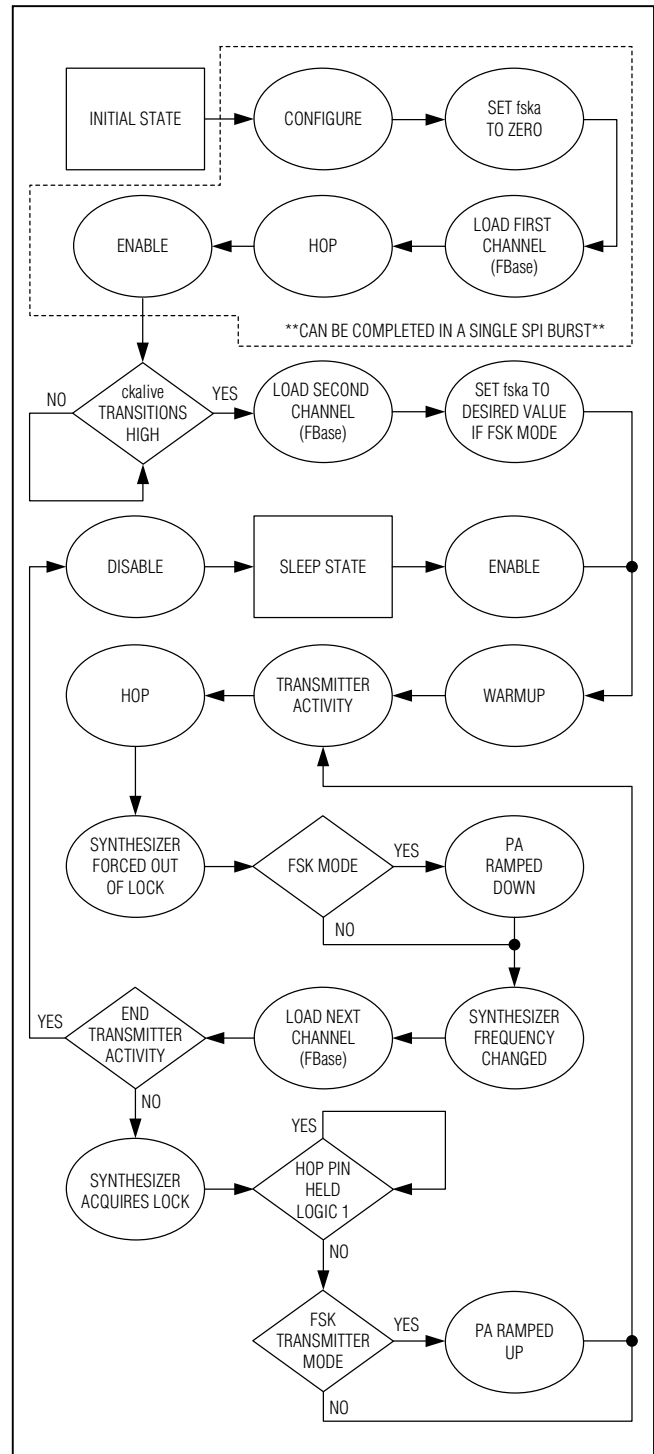 INITIAL STATE
CONFIGURE
SET fska
TO ZERO
ENABLE
HOP
LOAD FIRST
CHANNEL
(FBase)
**CAN BE COMPLETED IN A SINGLE SPI BURST**
NO
ckalive
TRANSITIONS
HIGH
YES
LOAD SECOND
CHANNEL
(FBase)
SET fska TO
DESIRED VALUE
IF FSK MODE
DISABLE
SLEEP STATE
ENABLE
HOP
TRANSMITTER
ACTIVITY
WARMUP
SYNTHESIZER
FORCED OUT
OF LOCK
FSK MODE
YES
NO
PA
RAMPED
DOWN
YES
END
TRANSMITTER
ACTIVITY
NO
LOAD NEXT
CHANNEL
(FBase)
SYNTHESIZER
FREQUENCY
CHANGED
SYNTHESIZER
ACQUIRES LOCK
YES
HOP PIN
HELD
LOGIC 1
NO
FSK
TRANSMITTER
MODE
YES
NO
PA RAMPED
UP